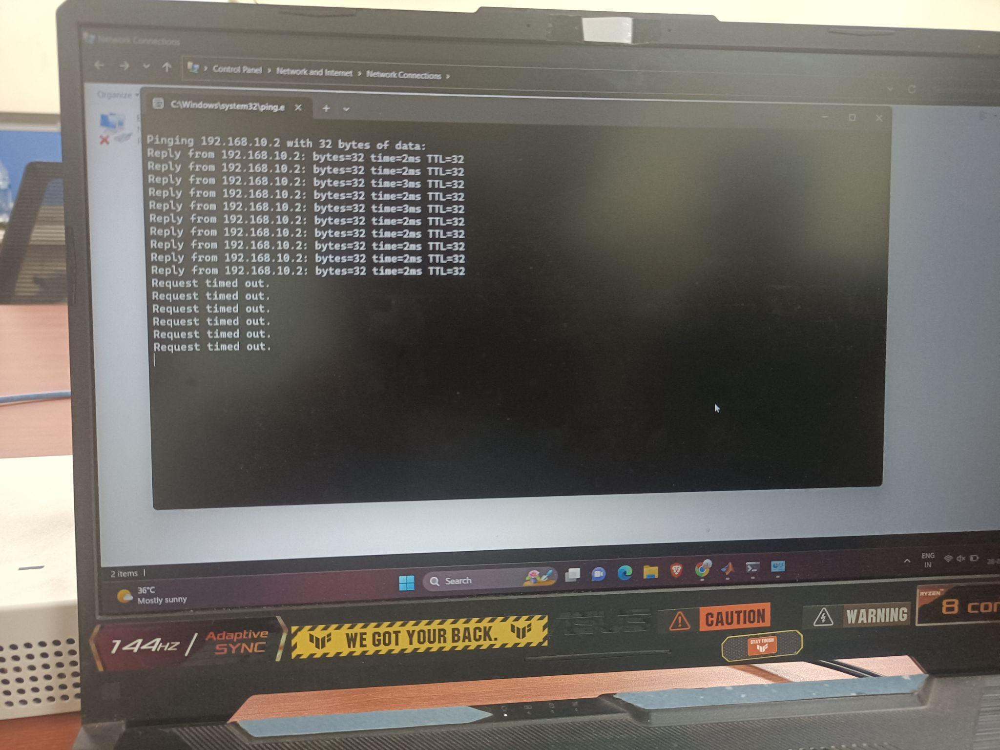 Network Connections
Control Panel > Network and Internet > Network Connections >
Organize
C:\Windows\system32\ping.e
Pinging 192.168.10.2 with 32 bytes of data:
Reply from 192.168.10.2: bytes=32 time=2ms TTL=32
Reply from 192.168.10.2: bytes=32 time=2ms TTL=32
Reply from 192.168.10.2: bytes=32 time=3ms TTL=32
Reply from 192.168.10.2: bytes=32 time=2ms TTL=32
Reply from 192.168.10.2: bytes=32 time=3ms TTL=32
Reply from 192.168.10.2: bytes=32 time=2ms TTL=32
Reply from 192.168.10.2: bytes=32 time=2ms TTL=32
Reply from 192.168.10.2: bytes=32 time=2ms TTL=32
Reply from 192.168.10.2: bytes=32 time=2ms TTL=32
Reply from 192.168.10.2: bytes=32 time=2ms TTL=32
Request timed out.
Request timed out.
Request timed out.
Request timed out.
Request timed out.
Request timed out.
2 items
36°C
Mostly sunny
Search
ENG
IN
144HZ / Adaptive
SYNC
WE GOT YOUR BACK.
CAUTION
WARNING
STAY TOUGH
RYZEN
8 cor